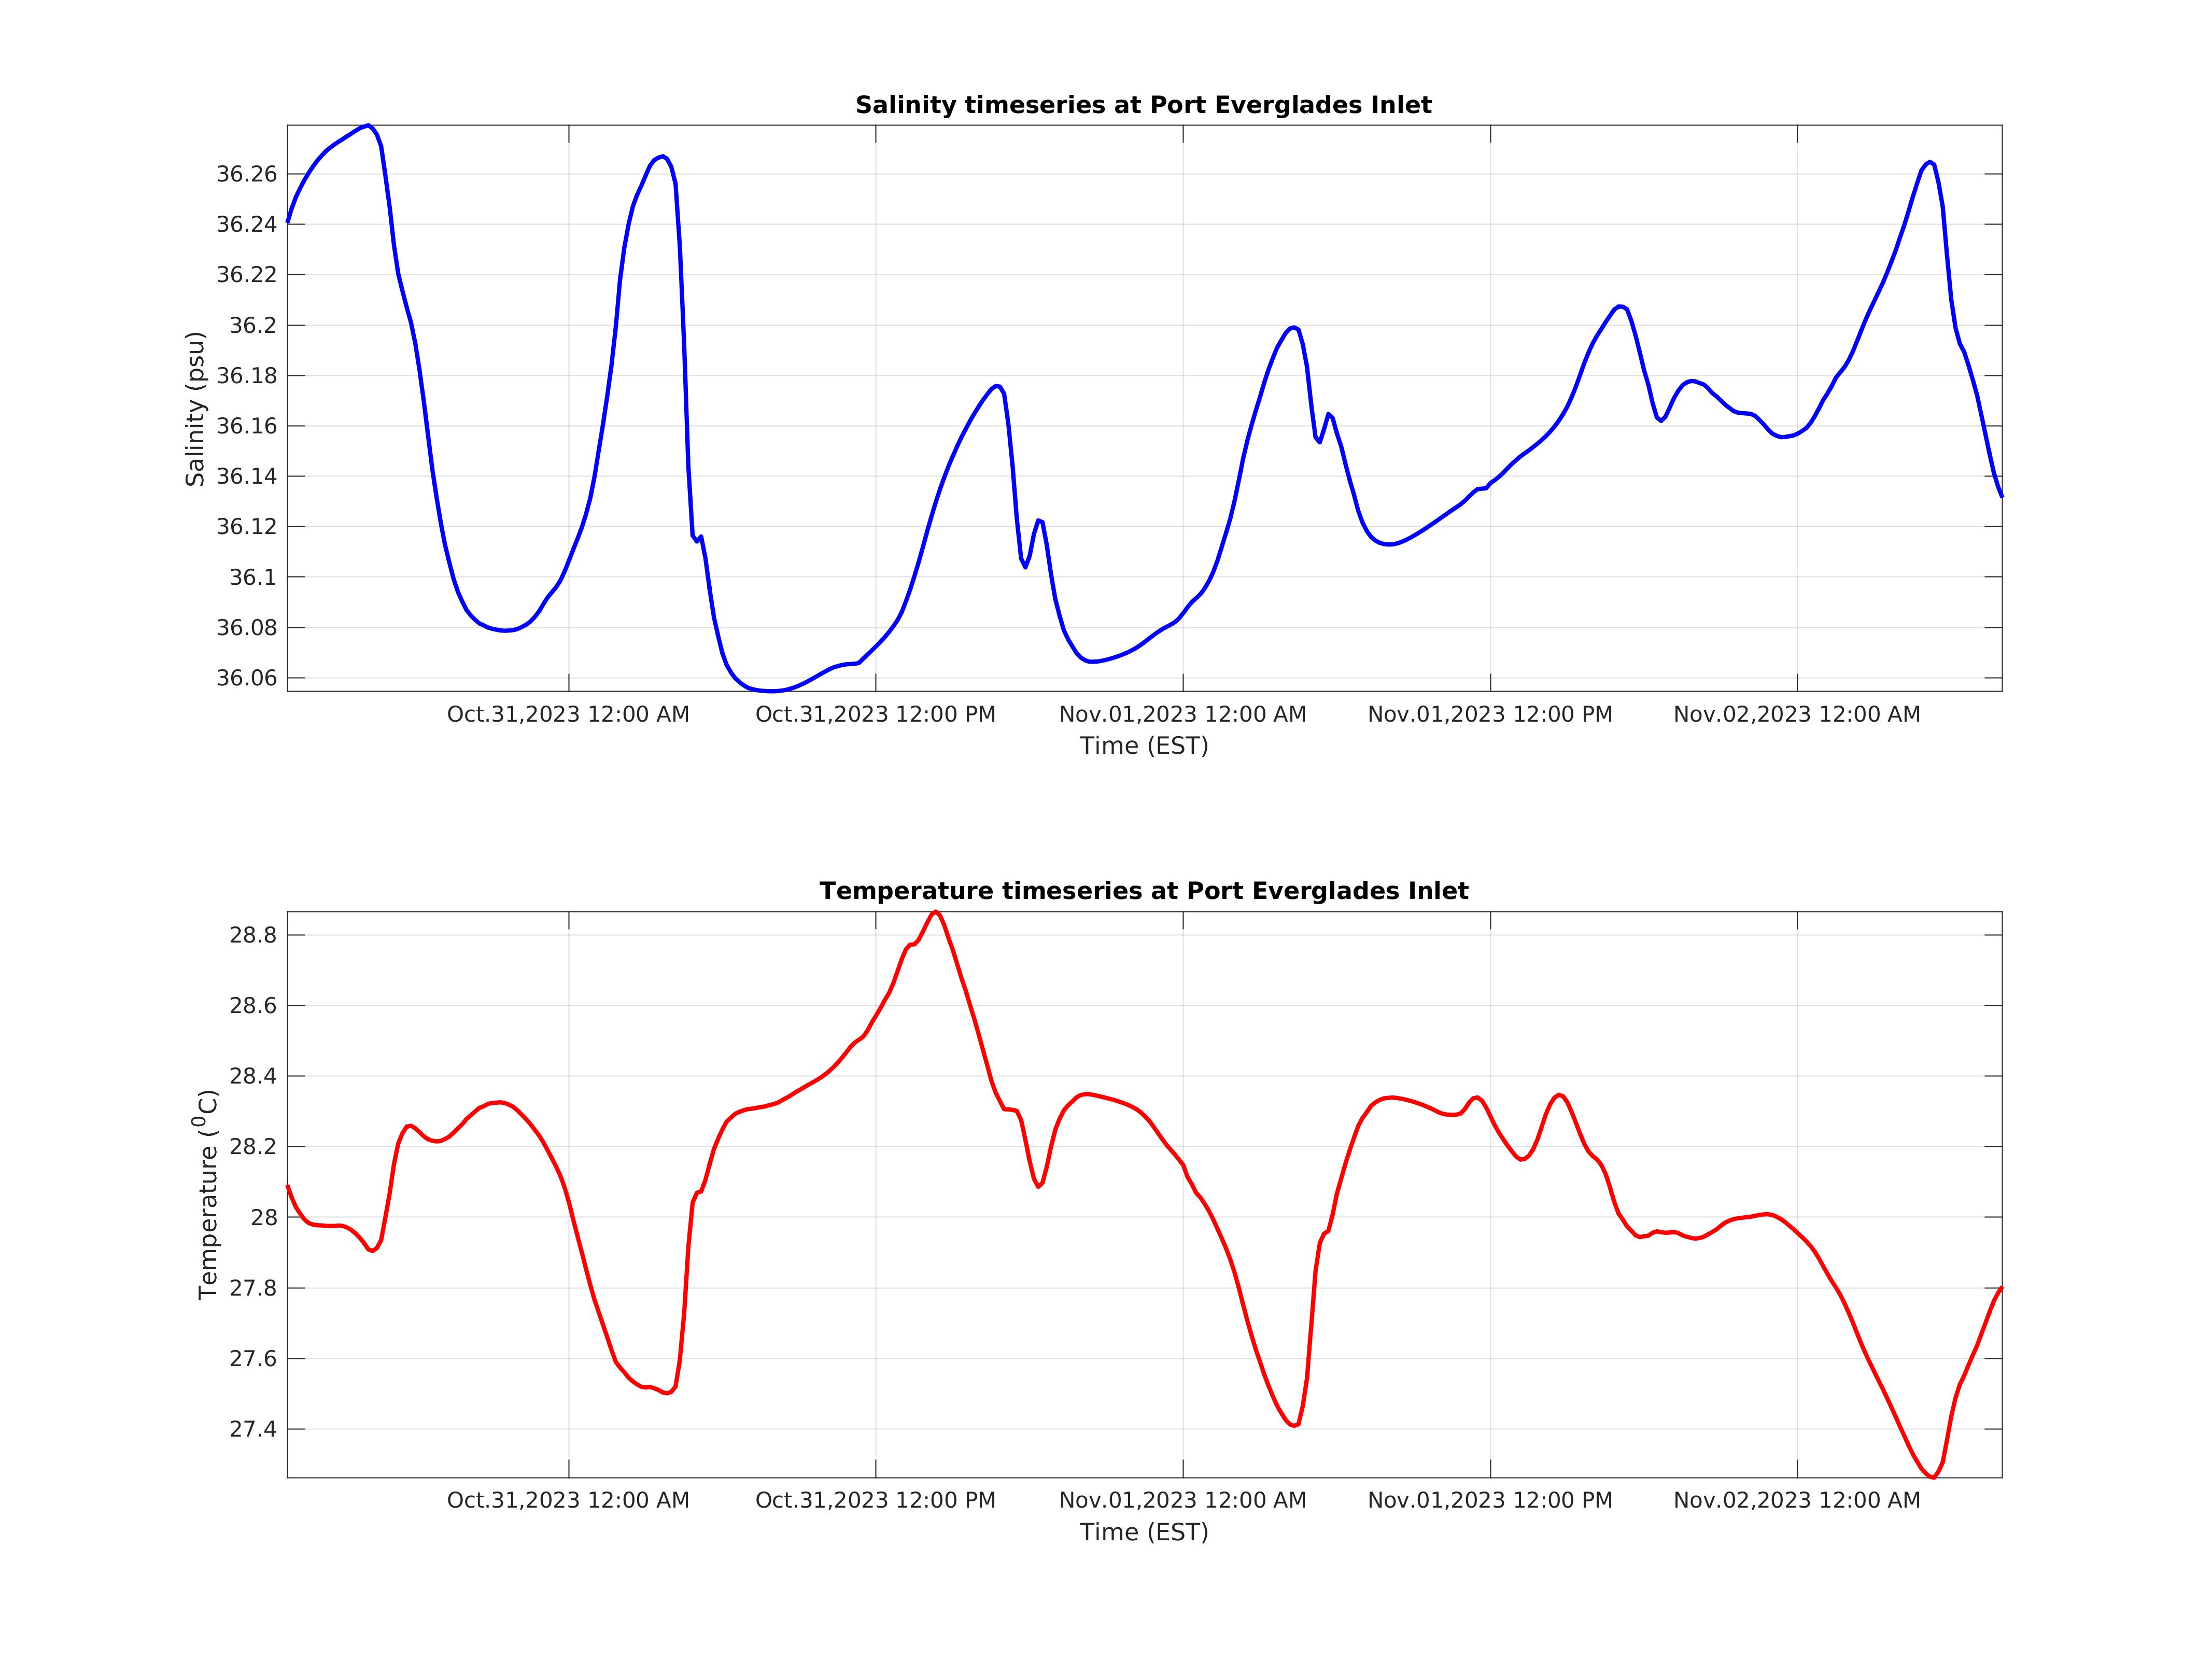 Salinity timeseries at Port Everglades Inlet
36.26
36.24
36.22
36.2
36.18
36.16
36.14
36.12
36.1
36.08
36.06
Salinity (psu)
Oct.31,2023 12:00 AM
Oct.31,2023 12:00 PM
Nov.01,2023 12:00 AM
Nov.01,2023 12:00 PM
Nov.02,2023 12:00 AM
Time (EST)
Temperature timeseries at Port Everglades Inlet
28.8
28.6
28.4
28.2
28
27.8
27.6
27.4
Temperature (⁰C)
Oct.31,2023 12:00 AM
Oct.31,2023 12:00 PM
Nov.01,2023 12:00 AM
Nov.01,2023 12:00 PM
Nov.02,2023 12:00 AM
Time (EST)